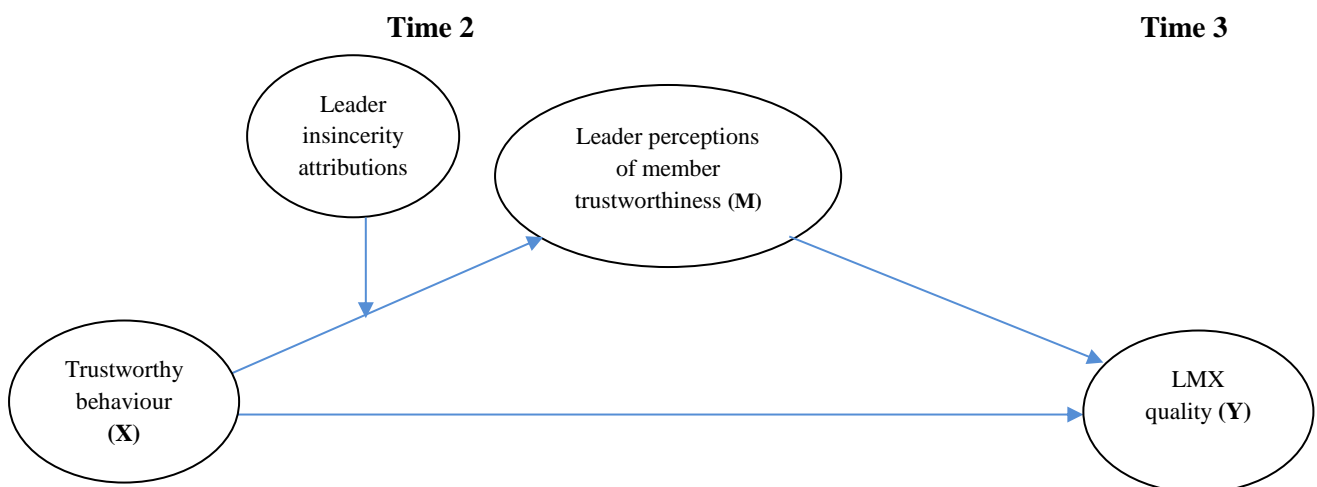 Time 2
Time 3
Leader
insincerity
attributions
Leader perceptions
of member
trustworthiness (M)
Trustworthy
behaviour
(X)
LMX
quality (Y)